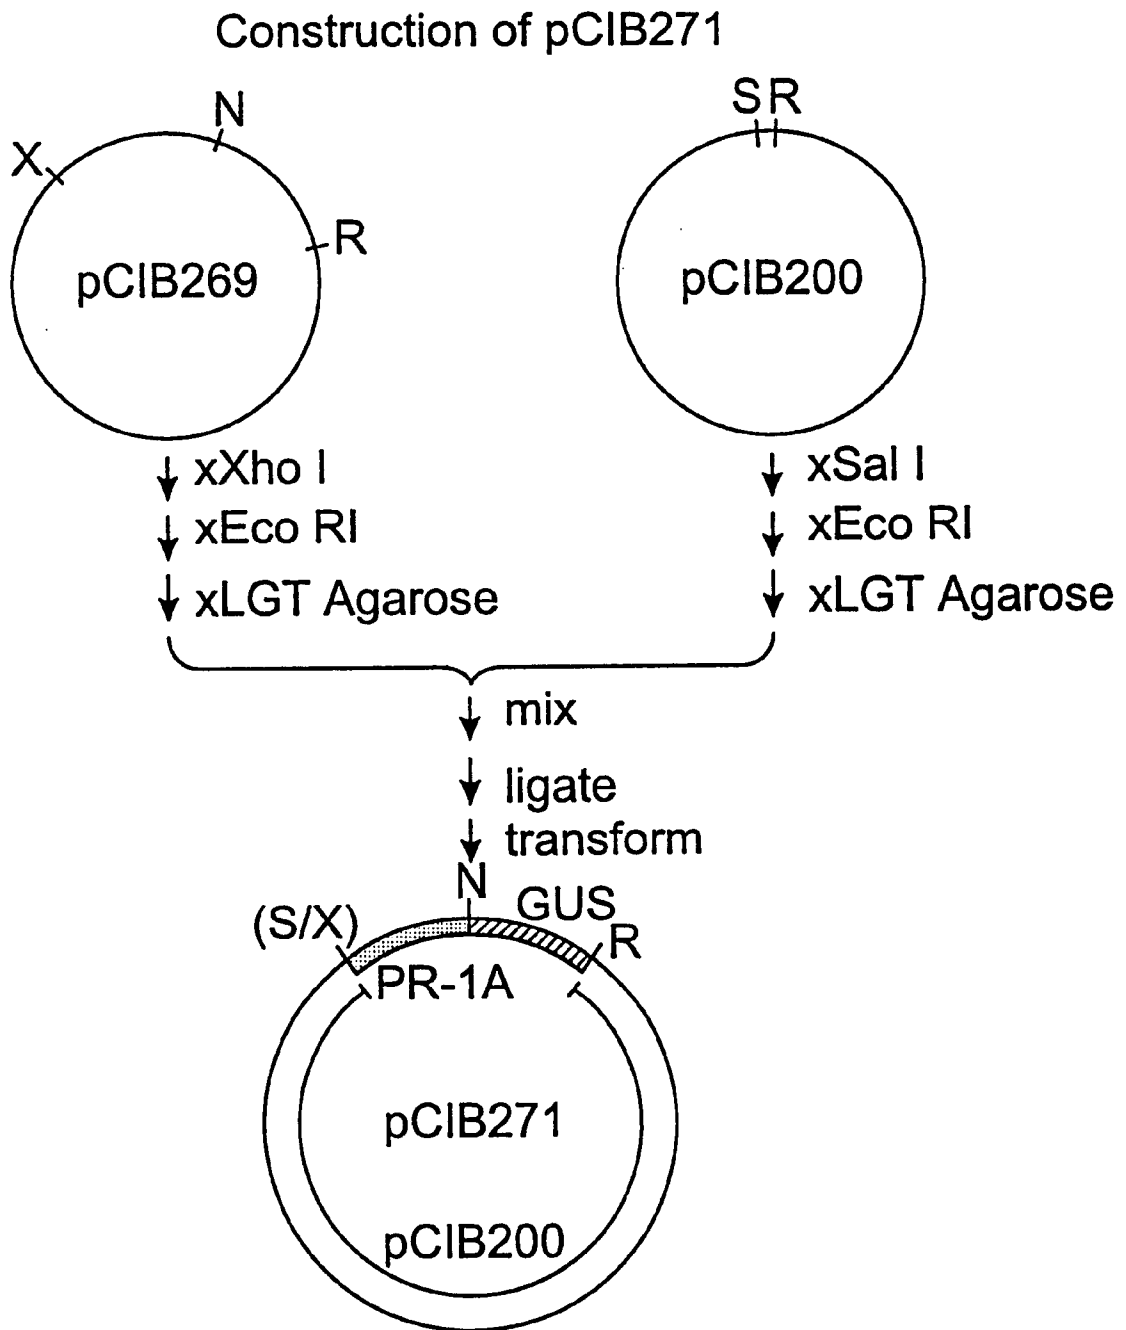 Construction of pCIB271
X
N
R
pCIB269
S R
pCIB200
xXho I
xEco RI
xLGT Agarose
xSal I
xEco RI
xLGT Agarose
mix
ligate
transform
N
(S/X)
GUS
R
PR-1A
pCIB271
pCIB200